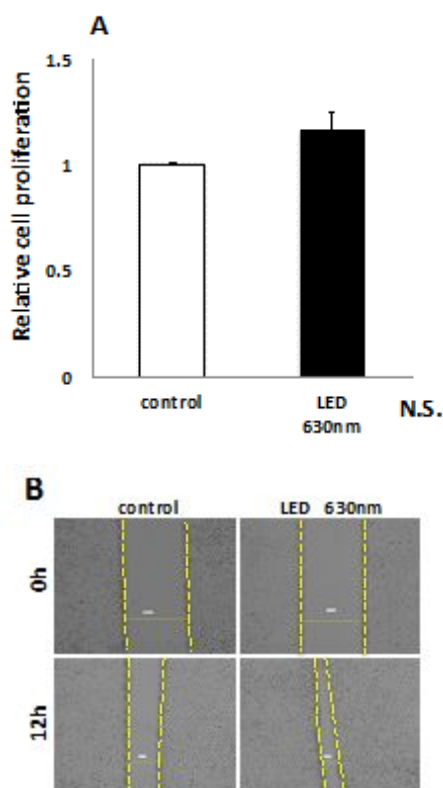 A
Relative cell proliferation
1.5
1
0.5
0
control
LED
630nm
N.S.
B
control
LED 630nm
0h
12h